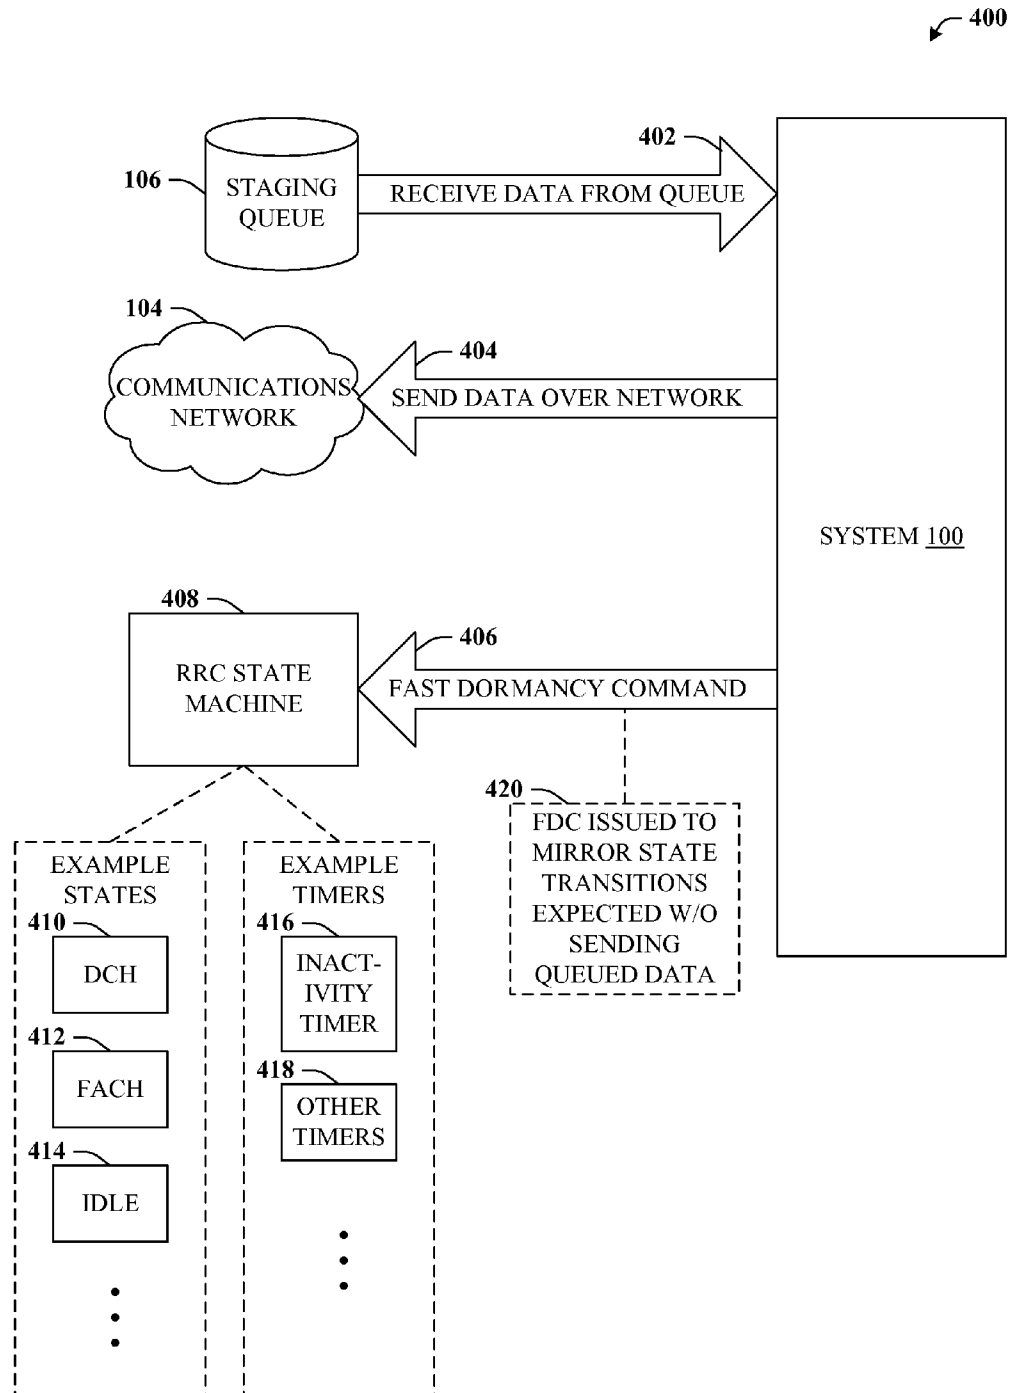 400
402
106
STAGING
QUEUE
RECEIVE DATA FROM QUEUE
104
404
COMMUNICATIONS
NETWORK
SEND DATA OVER NETWORK
SYSTEM 100
408
406
RRC STATE
MACHINE
FAST DORMANCY COMMAND
420
FDC ISSUED TO
MIRROR STATE
TRANSITIONS
EXPECTED W/O
SENDING
QUEUED DATA
EXAMPLE
STATES
410
DCH
412
FACH
414
IDLE
EXAMPLE
TIMERS
416
INACT-
IVITY
TIMER
418
OTHER
TIMERS